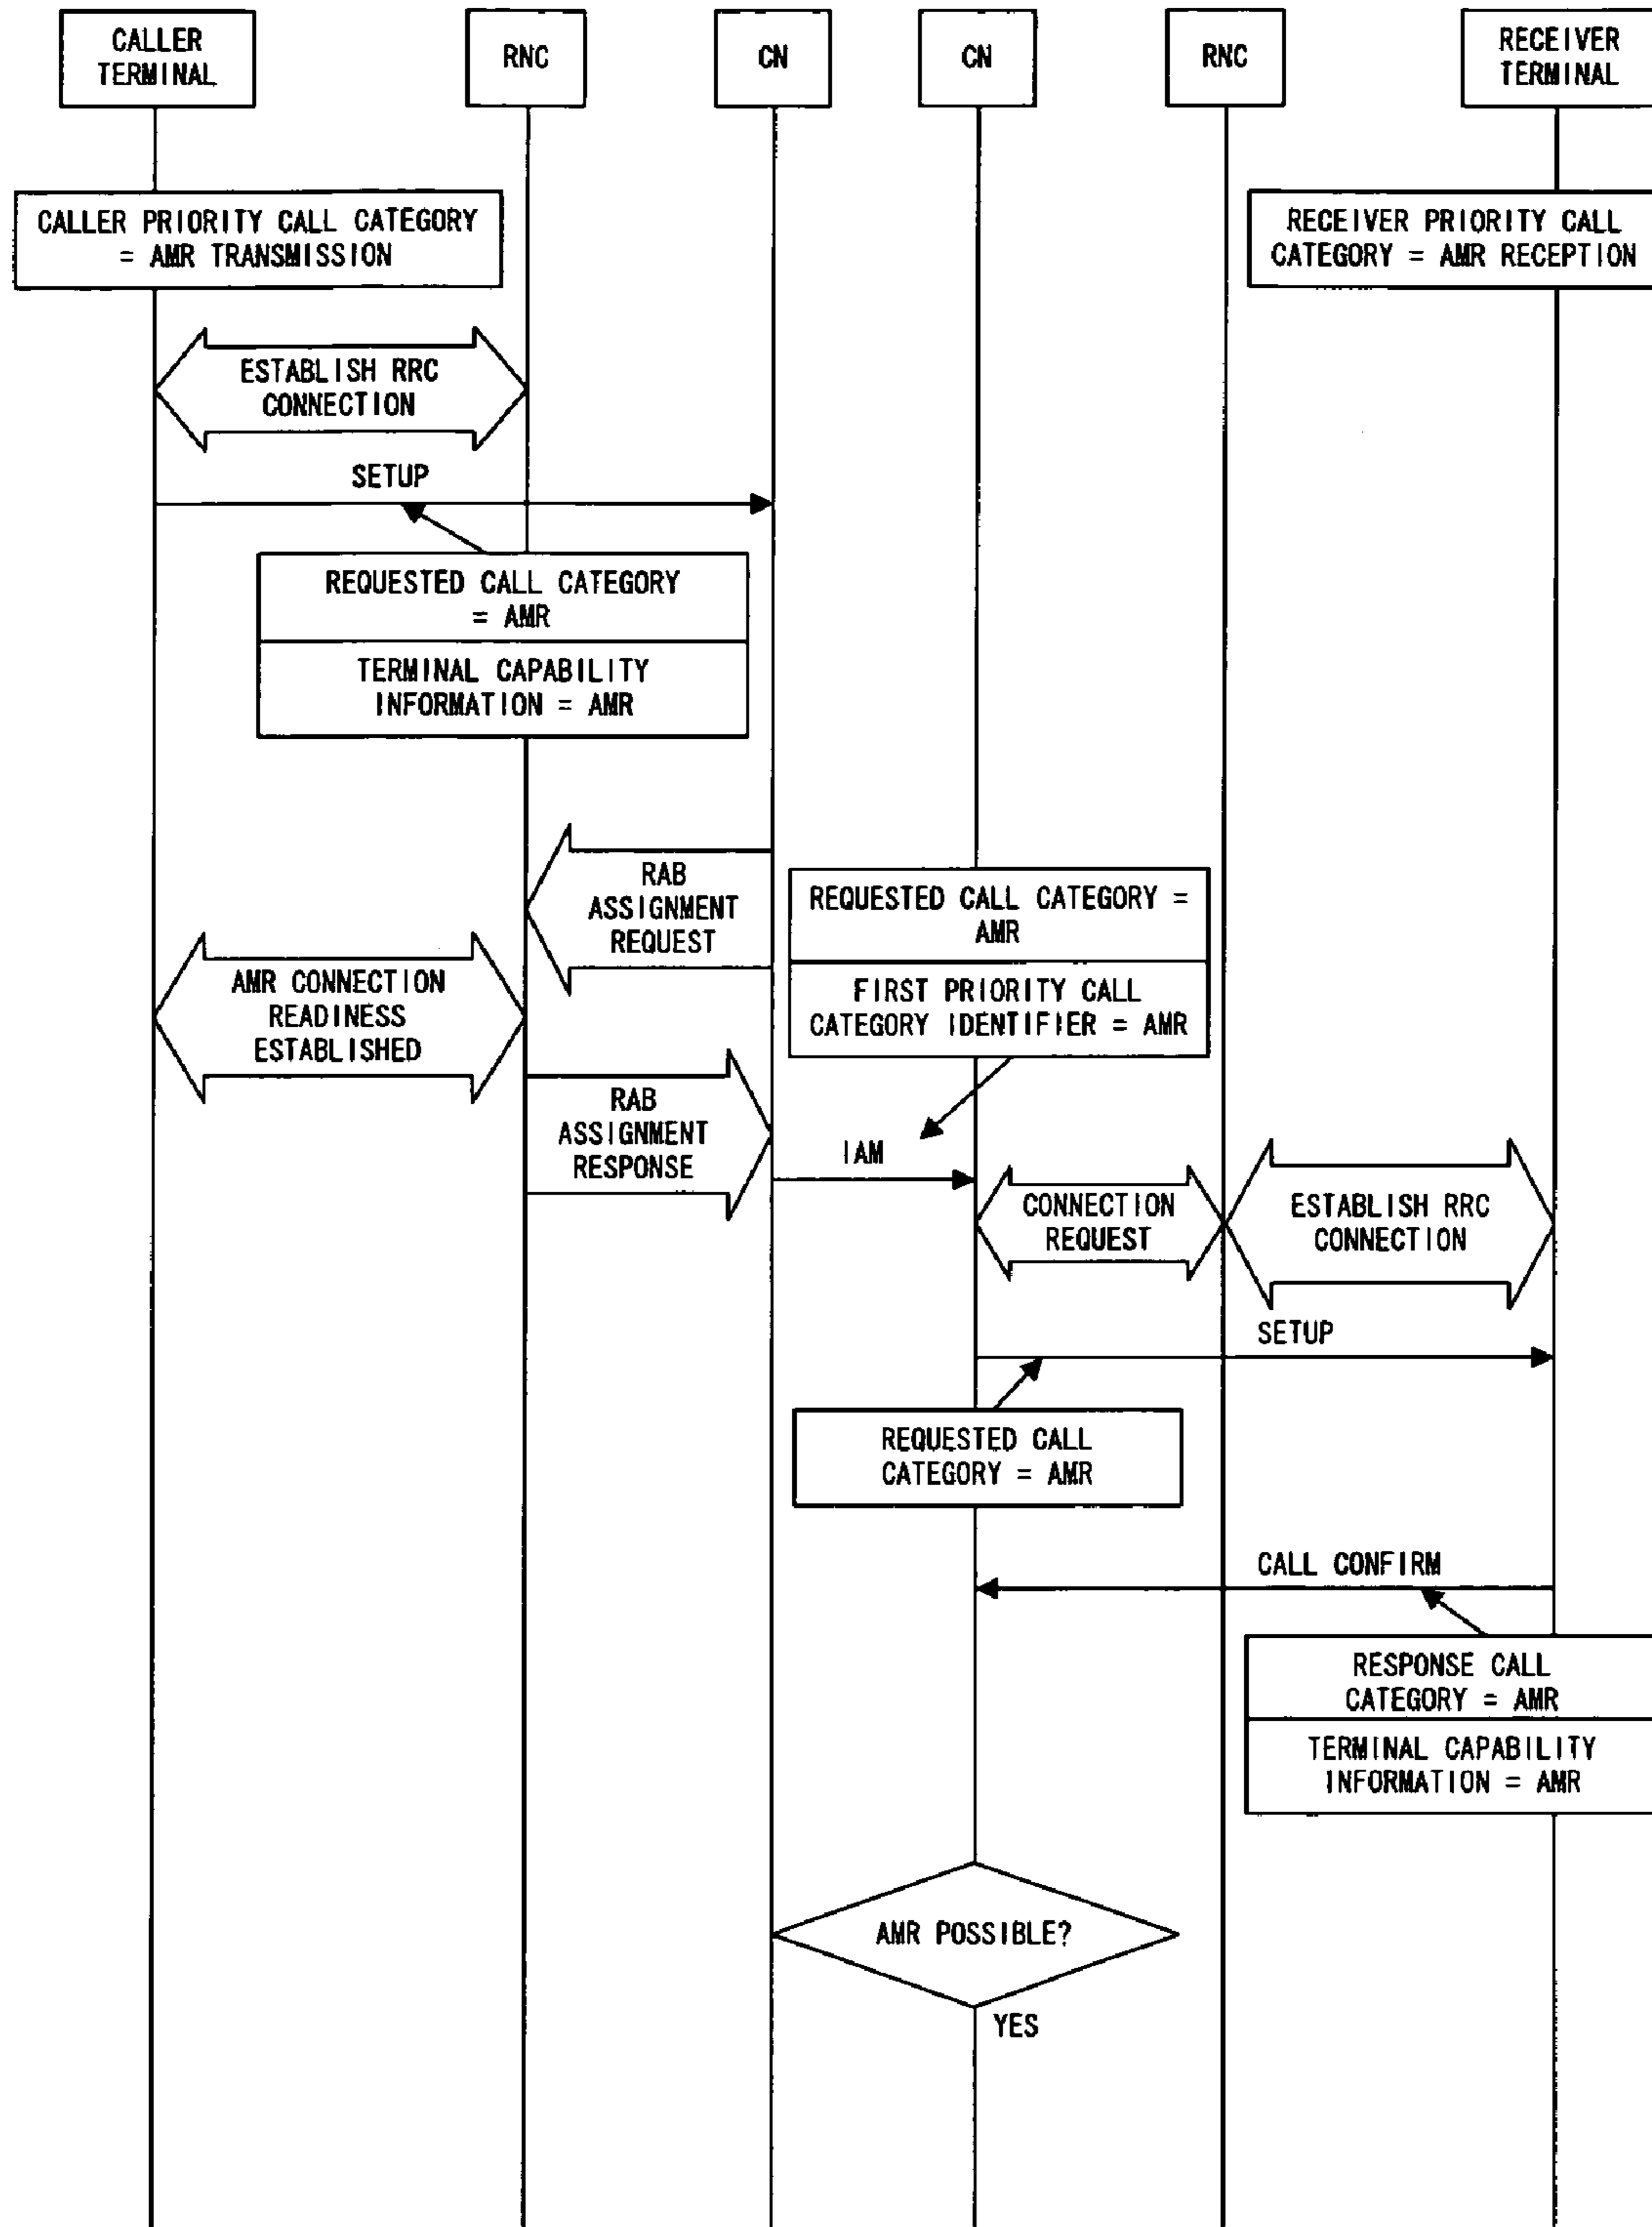 CALLER
TERMINAL
RNC
CN
CN
RNC
RECEIVER
TERMINAL
CALLER PRIORITY CALL CATEGORY
= AMR TRANSMISSION
RECEIVER PRIORITY CALL
CATEGORY = AMR RECEPTION
ESTABLISH RRC
CONNECTION
SETUP
REQUESTED CALL CATEGORY
= AMR
TERMINAL CAPABILITY
INFORMATION = AMR
RAB
ASSIGNMENT
REQUEST
REQUESTED CALL CATEGORY =
AMR
FIRST PRIORITY CALL
CATEGORY IDENTIFIER = AMR
AMR CONNECTION
READINESS
ESTABLISHED
RAB
ASSIGNMENT
RESPONSE
IAM
CONNECTION
REQUEST
ESTABLISH RRC
CONNECTION
SETUP
REQUESTED CALL
CATEGORY = AMR
CALL CONFIRM
RESPONSE CALL
CATEGORY = AMR
TERMINAL CAPABILITY
INFORMATION = AMR
AMR POSSIBLE?
YES